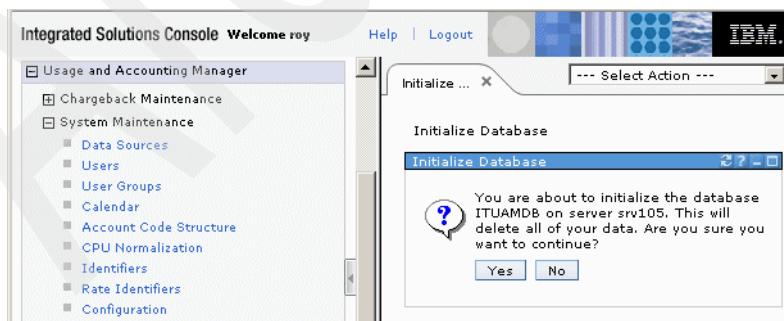 Integrated Solutions Console Welcome roy
Help | Logout
IBM.
Usage and Accounting Manager
Chargeback Maintenance
System Maintenance
Data Sources
Users
User Groups
Calendar
Account Code Structure
CPU Normalization
Identifiers
Rate Identifiers
Configuration
Initialize ...
--- Select Action ---
Initialize Database
Initialize Database
You are about to initialize the database
ITUAMDB on server srv105. This will
delete all of your data. Are you sure you
want to continue?
Yes No